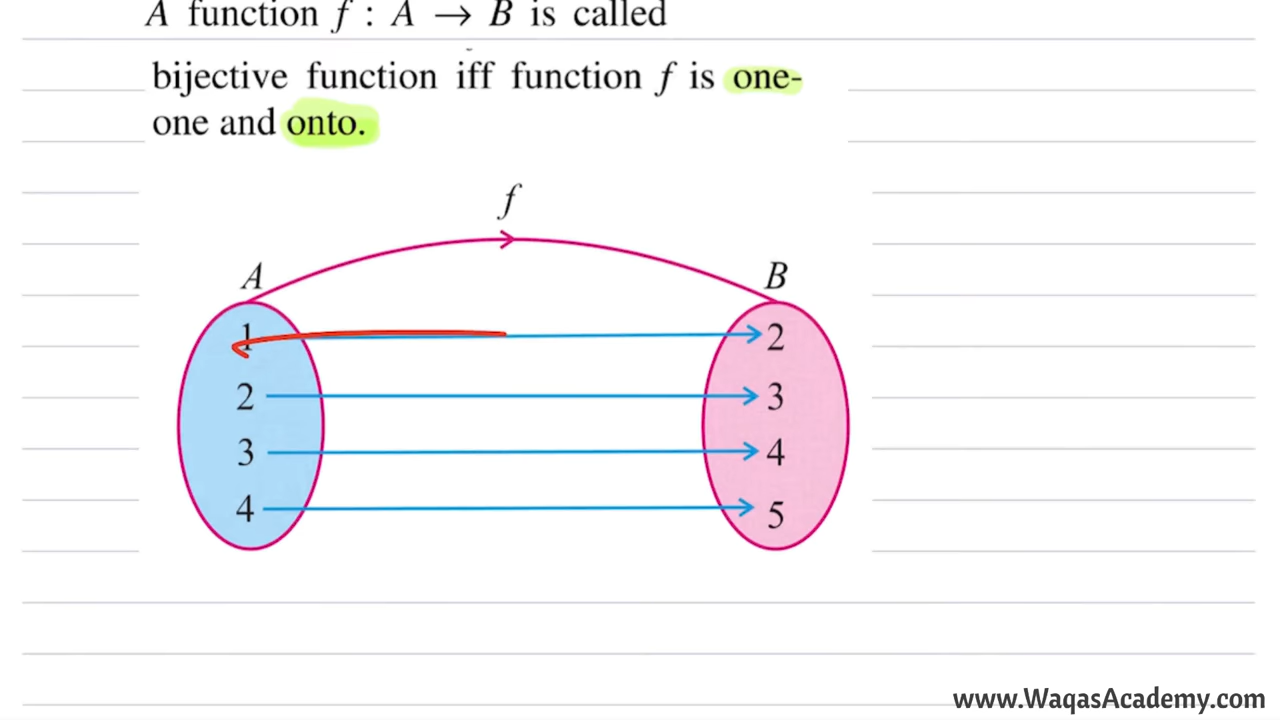 A function f : A → B is called
bijective function iff function f is one-
one and onto.
f
A B
1 2
2 3
3 4
4 5
www.WaqasAcademy.com